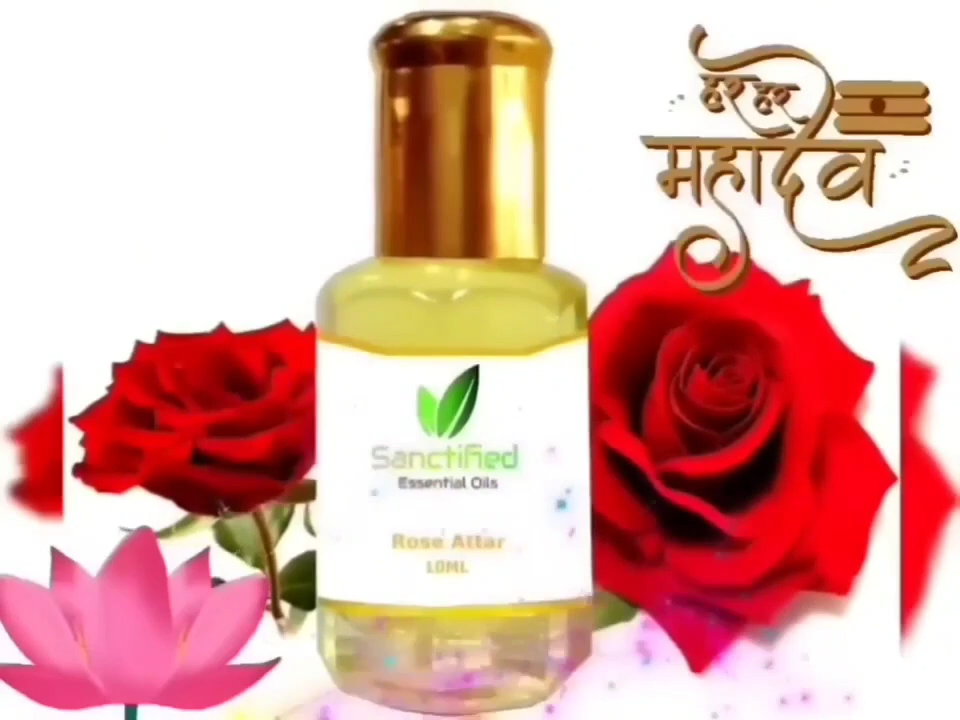 हर हर
महादेव
Sanctified
Essential Oils
Rose Attar
10ML